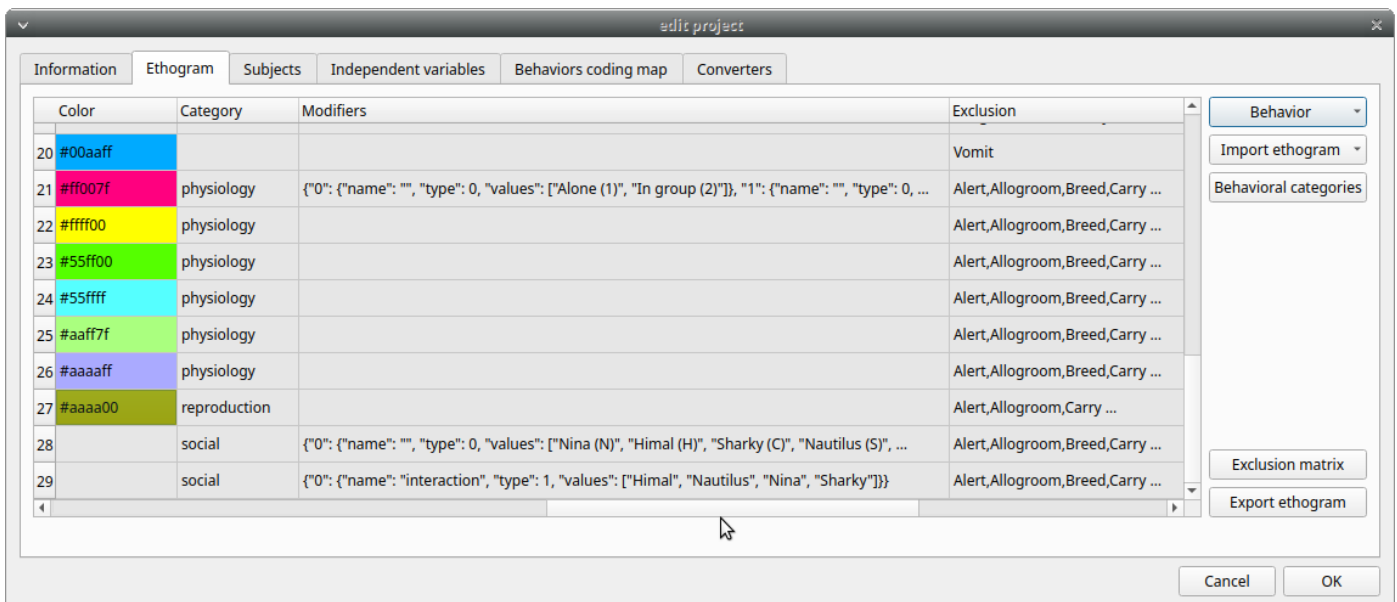 edit project
Information Ethogram Subjects Independent variables Behaviors coding map Converters
Color Category Modifiers Exclusion
20 #00aaff Vomit
21 #ff007f physiology {"0": {"name": "", "type": 0, "values": ["Alone (1)", "In group (2)"]}, "1": {"name": "", "type": 0, ... Alert,Allogroom,Breed,Carry ...
22 #ffff00 physiology Alert,Allogroom,Breed,Carry ...
23 #55ff00 physiology Alert,Allogroom,Breed,Carry ...
24 #55ffff physiology Alert,Allogroom,Breed,Carry ...
25 #aaff7f physiology Alert,Allogroom,Breed,Carry ...
26 #aaaaff physiology Alert,Allogroom,Breed,Carry ...
27 #aaaa00 reproduction Alert,Allogroom,Carry ...
28 social {"0": {"name": "", "type": 0, "values": ["Nina (N)", "Himal (H)", "Sharky (C)", "Nautilus (S)", ... Alert,Allogroom,Breed,Carry ...
29 social {"0": {"name": "interaction", "type": 1, "values": ["Himal", "Nautilus", "Nina", "Sharky"]}} Alert,Allogroom,Breed,Carry ...
Behavior
Import ethogram
Behavioral categories
Exclusion matrix
Export ethogram
Cancel OK